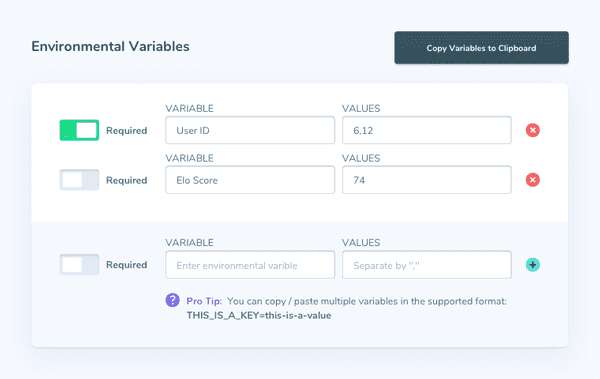 Environmental Variables
Copy Variables to Clipboard
VARIABLE VALUES
Required User ID 6,12
VARIABLE VALUES
Required Elo Score 74
VARIABLE VALUES
Required Enter environmental varible Separate by ","
? Pro Tip: You can copy / paste multiple variables in the supported format:
THIS_IS_A_KEY=this-is-a-value